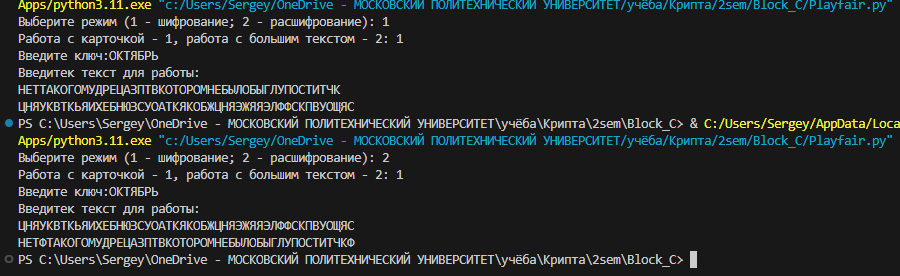 Apps/python3.11.exe "c:/Users/Sergey/OneDrive - МОСКОВСКИЙ ПОЛИТЕХНИЧЕСКИЙ УНИВЕРСИТЕТ/учёба/Крипта/2sem/Block_C/Playfair.py"
Выберите режим (1 - шифрование; 2 - расшифрование): 1
Работа с карточкой - 1, работа с большим текстом - 2: 1
Введите ключ:ОКТЯБРЬ
Введитек текст для работы:
НЕТТАКОГОМУДРЕЦАЗПТВКОТОРОМНЕБЫЛОБЫГЛУПОСТИТЧК
ЦНЯУКВТКЬЯИХЕБНЮЗСУОАТКЯКОБЖЦНЯЭЖЯЯЭЛФФСКПВУОЩЯС
PS C:\Users\Sergey\OneDrive - МОСКОВСКИЙ ПОЛИТЕХНИЧЕСКИЙ УНИВЕРСИТЕТ\учёба\Крипта\2sem\Block_C> & C:/Users/Sergey/AppData/Loca
Apps/python3.11.exe "c:/Users/Sergey/OneDrive - МОСКОВСКИЙ ПОЛИТЕХНИЧЕСКИЙ УНИВЕРСИТЕТ/учёба/Крипта/2sem/Block_C/Playfair.py"
Выберите режим (1 - шифрование; 2 - расшифрование): 2
Работа с карточкой - 1, работа с большим текстом - 2: 1
Введите ключ:ОКТЯБРЬ
Введитек текст для работы:
ЦНЯУКВТКЬЯИХЕБНЮЗСУОАТКЯКОБЖЦНЯЭЖЯЯЭЛФФСКПВУОЩЯС
НЕТФТАКОГОМУДРЕЦАЗПТВКОТОРОМНЕБЫЛОБЫГЛУПОСТИТЧКФ
PS C:\Users\Sergey\OneDrive - МОСКОВСКИЙ ПОЛИТЕХНИЧЕСКИЙ УНИВЕРСИТЕТ\учёба\Крипта\2sem\Block_C>